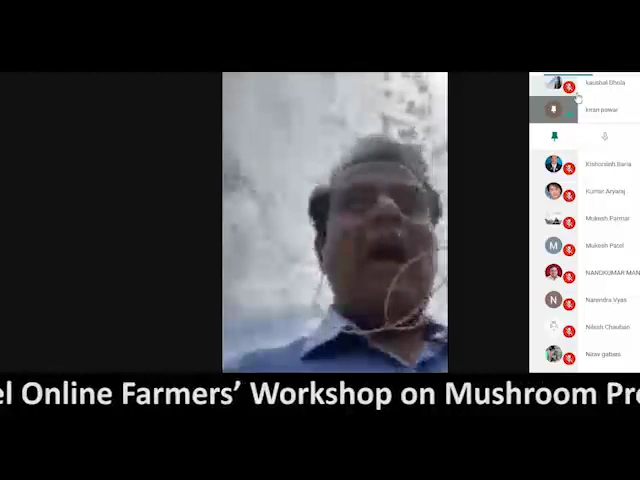 kaushal Dhola
kiran pawar
Kishorsinh Baria
Kumar Aryaraj
Mukesh Parmar
M Mukesh Patel
NANDKUMAR MAN
N Narendra Vyas
Nilesh Chauhan
Nirav gabani
el Online Farmers’ Workshop on Mushroom Pro